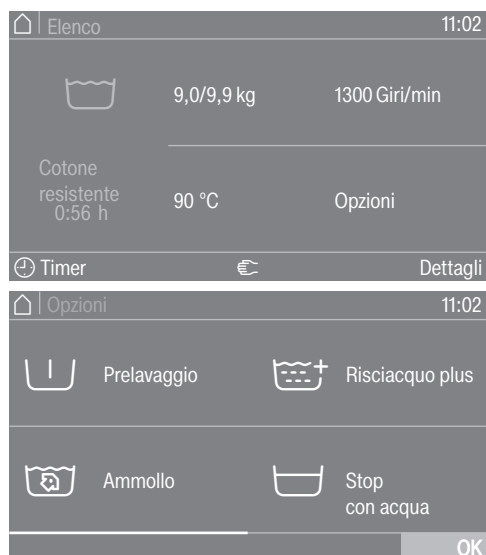 Elenco 11:02
9,0/9,9 kg 1300 Giri/min
Cotone
resistente
0:56 h
90 °C Opzioni
Timer Dettagli
Opzioni 11:02
Prelavaggio Risciacquo plus
Ammollo Stop
con acqua
OK